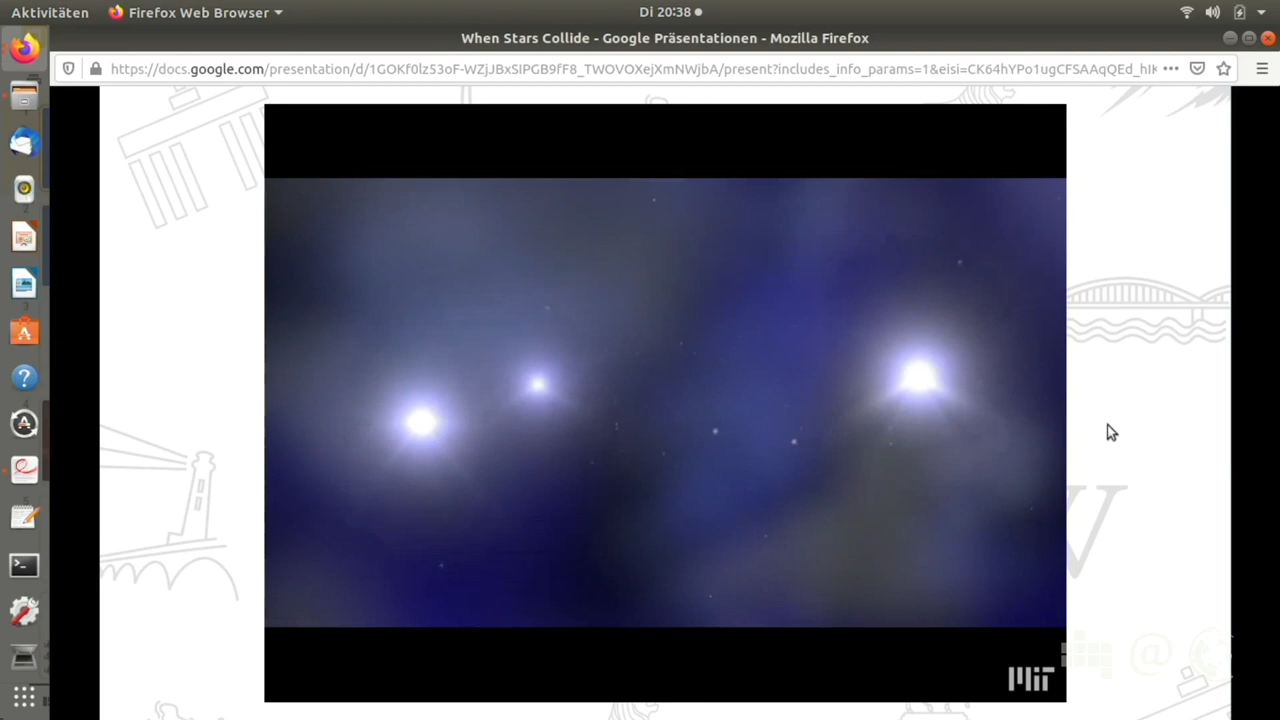 Aktivitäten
Firefox Web Browser
Di 20:38
When Stars Collide - Google Präsentationen - Mozilla Firefox
https://docs.google.com/presentation/d/1GOKf0lz53oF-WZjJBxSIPGB9fF8_TWOVOXejXmNWjbA/present?includes_info_params=1&eisi=CK64hYPo1ugCFSAAqQEd_hIK
MIT